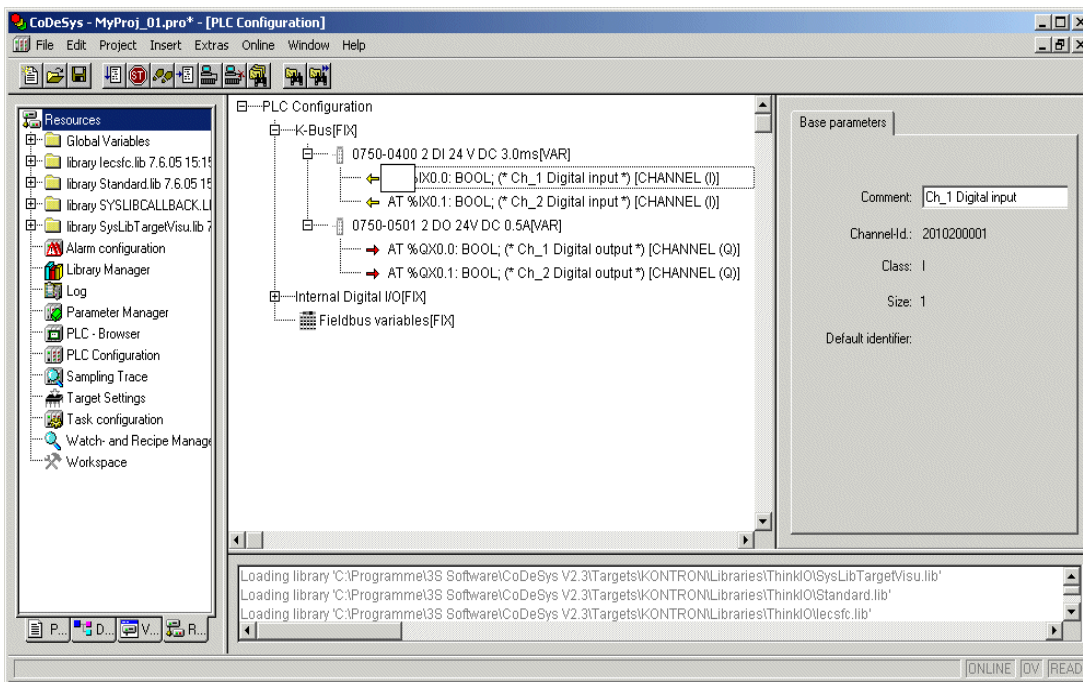 CoDeSys - MyProj_01.pro* - [PLC Configuration]
File Edit Project Insert Extras Online Window Help
Resources
Global Variables
library Iecsfc.lib 7.6.05 15:15
library Standard.lib 7.6.05 15
library SYSLIBCALLBACK.LI
library SysLibTargetVisu.lib 7
Alarm configuration
Library Manager
Log
Parameter Manager
PLC - Browser
PLC Configuration
Sampling Trace
Target Settings
Task configuration
Watch- and Recipe Manage
Workspace
P... D... V... R...
PLC Configuration
K-Bus[FIX]
0750-0400 2 DI 24 V DC 3.0ms[VAR]
IX0.0: BOOL; (* Ch_1 Digital input *) [CHANNEL (I)]
AT %IX0.1: BOOL; (* Ch_2 Digital input *) [CHANNEL (I)]
0750-0501 2 DO 24V DC 0.5A[VAR]
AT %QX0.0: BOOL; (* Ch_1 Digital output *) [CHANNEL (Q)]
AT %QX0.1: BOOL; (* Ch_2 Digital output *) [CHANNEL (Q)]
Internal Digital I/O[FIX]
Fieldbus variables[FIX]
Base parameters
Comment: Ch_1 Digital input
Channel-Id.: 2010200001
Class: I
Size: 1
Default identifier:
Loading library 'C:\Programme\3S Software\CoDeSys V2.3\Targets\KONTRON\Libraries\ThinkIO\SysLibTargetVisu.lib'
Loading library 'C:\Programme\3S Software\CoDeSys V2.3\Targets\KONTRON\Libraries\ThinkIO\Standard.lib'
Loading library 'C:\Programme\3S Software\CoDeSys V2.3\Targets\KONTRON\Libraries\ThinkIO\Iecsfc.lib'
ONLINE OV READ